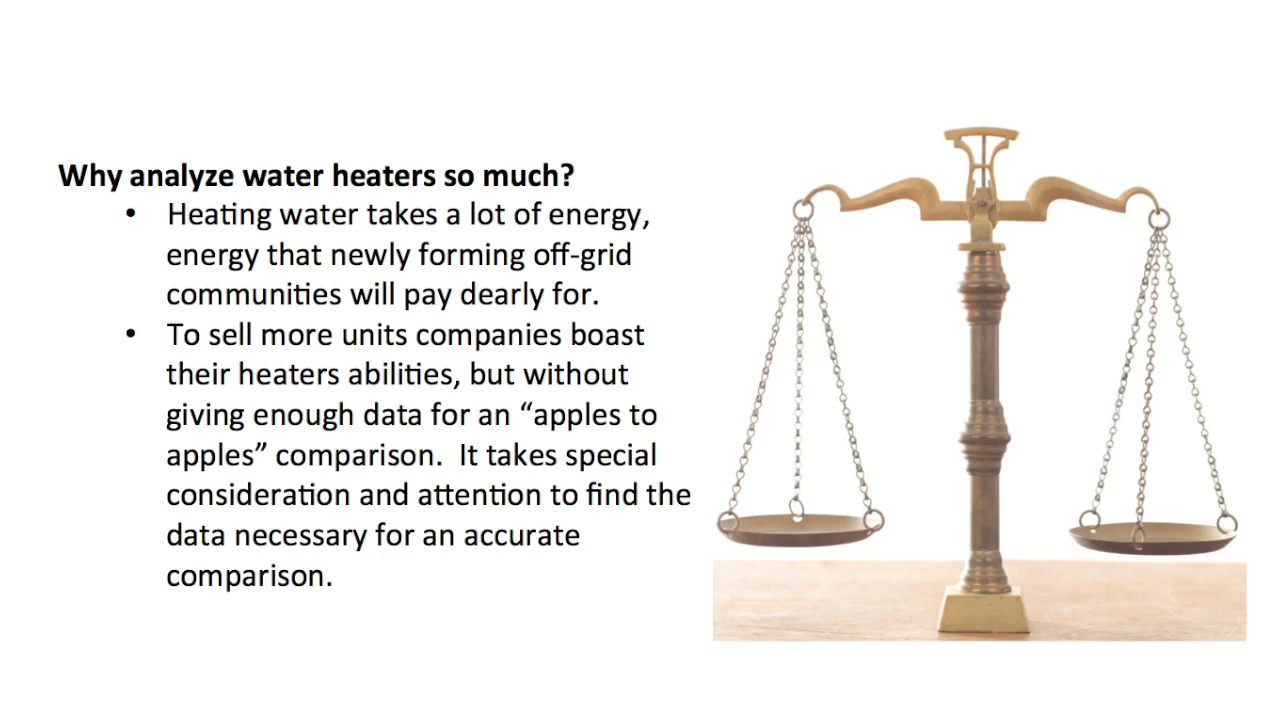 Why analyze water heaters so much?
• Heating water takes a lot of energy,
energy that newly forming off-grid
communities will pay dearly for.
• To sell more units companies boast
their heaters abilities, but without
giving enough data for an “apples to
apples” comparison.  It takes special
consideration and attention to find the
data necessary for an accurate
comparison.